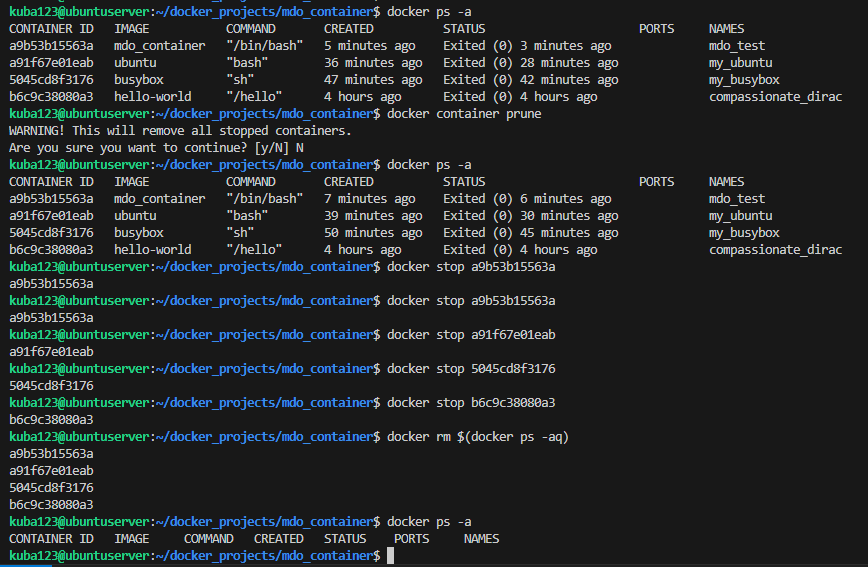 kuba123@ubuntuserver:~/docker_projects/mdo_container$ docker ps -a
CONTAINER ID   IMAGE           COMMAND       CREATED          STATUS                      PORTS     NAMES
a9b53b15563a   mdo_container   "/bin/bash"   5 minutes ago    Exited (0) 3 minutes ago              mdo_test
a91f67e01eab   ubuntu          "bash"        36 minutes ago   Exited (0) 28 minutes ago             my_ubuntu
5045cd8f3176   busybox         "sh"          47 minutes ago   Exited (0) 42 minutes ago             my_busybox
b6c9c38080a3   hello-world     "/hello"      4 hours ago      Exited (0) 4 hours ago                compassionate_dirac
kuba123@ubuntuserver:~/docker_projects/mdo_container$ docker container prune
WARNING! This will remove all stopped containers.
Are you sure you want to continue? [y/N] N
kuba123@ubuntuserver:~/docker_projects/mdo_container$ docker ps -a
CONTAINER ID   IMAGE           COMMAND       CREATED          STATUS                      PORTS     NAMES
a9b53b15563a   mdo_container   "/bin/bash"   7 minutes ago    Exited (0) 6 minutes ago              mdo_test
a91f67e01eab   ubuntu          "bash"        39 minutes ago   Exited (0) 30 minutes ago             my_ubuntu
5045cd8f3176   busybox         "sh"          50 minutes ago   Exited (0) 45 minutes ago             my_busybox
b6c9c38080a3   hello-world     "/hello"      4 hours ago      Exited (0) 4 hours ago                compassionate_dirac
kuba123@ubuntuserver:~/docker_projects/mdo_container$ docker stop a9b53b15563a
a9b53b15563a
kuba123@ubuntuserver:~/docker_projects/mdo_container$ docker stop a9b53b15563a
a9b53b15563a
kuba123@ubuntuserver:~/docker_projects/mdo_container$ docker stop a91f67e01eab
a91f67e01eab
kuba123@ubuntuserver:~/docker_projects/mdo_container$ docker stop 5045cd8f3176
5045cd8f3176
kuba123@ubuntuserver:~/docker_projects/mdo_container$ docker stop b6c9c38080a3
b6c9c38080a3
kuba123@ubuntuserver:~/docker_projects/mdo_container$ docker rm $(docker ps -aq)
a9b53b15563a
a91f67e01eab
5045cd8f3176
b6c9c38080a3
kuba123@ubuntuserver:~/docker_projects/mdo_container$ docker ps -a
CONTAINER ID   IMAGE     COMMAND   CREATED   STATUS    PORTS     NAMES
kuba123@ubuntuserver:~/docker_projects/mdo_container$